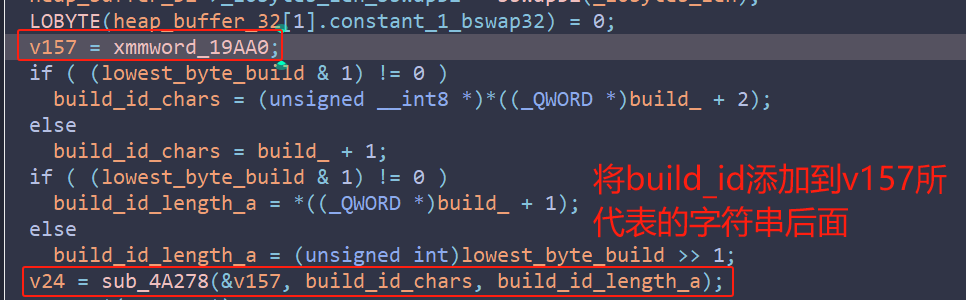 LOBYTE(heap_buffer_32[1].constant_1_bswap32) = 0;
v157 = xmmword_19AA0;
if ( (lowest_byte_build & 1) != 0 )
build_id_chars = (unsigned __int8 *)*((_QWORD *)build_ + 2);
else
build_id_chars = build_ + 1;
if ( (lowest_byte_build & 1) != 0 )
build_id_length_a = *((_QWORD *)build_ + 1);
else
build_id_length_a = (unsigned int)lowest_byte_build >> 1;
v24 = sub_4A278(&v157, build_id_chars, build_id_length_a);
将build_id添加到v157所
代表的字符串后面